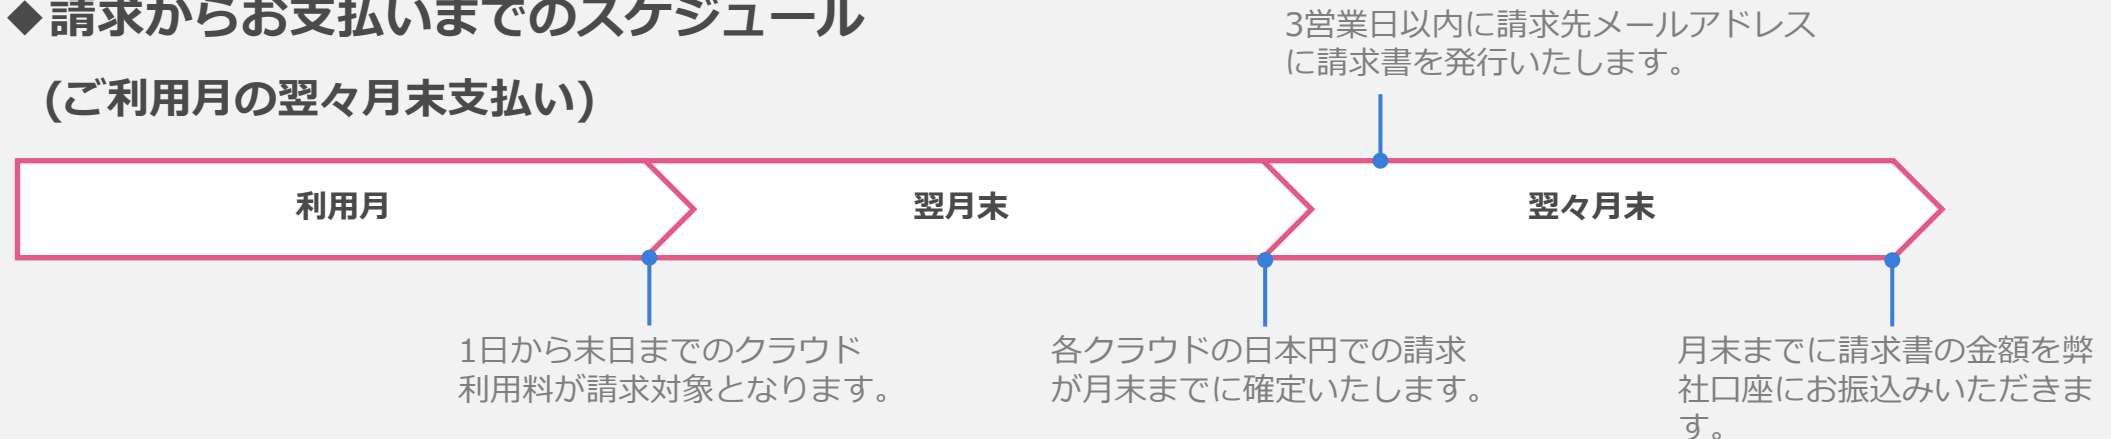 ◆請求からお支払いまでのスケジュール
(ご利用月の翌々月末支払い)
3営業日以内に請求先メールアドレス
に請求書を発行いたします。
利用月
翌月末
翌々月末
1日から末日までのクラウド
利用料が請求対象となります。
各クラウドの日本円での請求
が月末までに確定いたします。
月末までに請求書の金額を弊
社口座にお振込みいただきま
す。